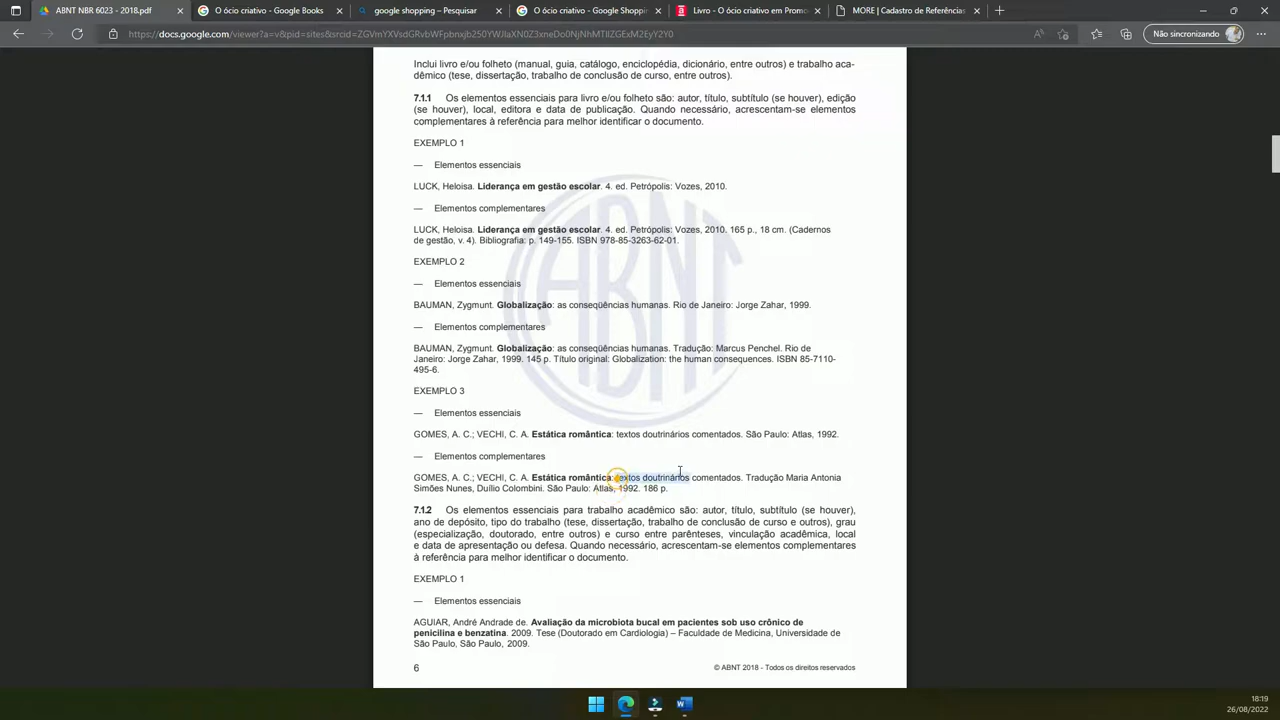 ABNT NBR 6023 - 2018.pdf
O ócio criativo - Google Books
google shopping – Pesquisar
O ócio criativo - Google Shoppin
Livro - O ócio criativo em Promo
MORE | Cadastro de Referências
https://docs.google.com/viewer?a=v&pid=sites&srcid=
Não sincronizando
Inclui livro e/ou folheto (manual, guia, catálogo, enciclopédia, dicionário, entre outros) e trabalho aca-
dêmico (tese, dissertação, trabalho de conclusão de curso, entre outros).
7.1.1 Os elementos essenciais para livro e/ou folheto são: autor, título, subtítulo (se houver), edição
(se houver), local, editora e data de publicação. Quando necessário, acrescentam-se elementos
complementares à referência para melhor identificar o documento.
EXEMPLO 1
— Elementos essenciais
LUCK, Heloisa. Liderança em gestão escolar. 4. ed. Petrópolis: Vozes, 2010.
— Elementos complementares
LUCK, Heloisa. Liderança em gestão escolar. 4. ed. Petrópolis: Vozes, 2010. 165 p., 18 cm. (Cadernos
de gestão, v. 4). Bibliografia: p. 149-155. ISBN 978-85-3263-62-01.
EXEMPLO 2
— Elementos essenciais
BAUMAN, Zygmunt. Globalização: as conseqüências humanas. Rio de Janeiro: Jorge Zahar, 1999.
— Elementos complementares
BAUMAN, Zygmunt. Globalização: as conseqüências humanas. Tradução: Marcus Penchel. Rio de
Janeiro: Jorge Zahar, 1999. 145 p. Título original: Globalization: the human consequences. ISBN 85-7110-
495-6.
EXEMPLO 3
— Elementos essenciais
GOMES, A. C.; VECHI, C. A. Estática romântica: textos doutrinários comentados. São Paulo: Atlas, 1992.
— Elementos complementares
GOMES, A. C.; VECHI, C. A. Estática romântica: textos doutrinários comentados. Tradução Maria Antonia
Simões Nunes, Duílio Colombini. São Paulo: Atlas, 1992. 186 p.
7.1.2 Os elementos essenciais para trabalho acadêmico são: autor, título, subtítulo (se houver),
ano de depósito, tipo do trabalho (tese, dissertação, trabalho de conclusão de curso e outros), grau
(especialização, doutorado, entre outros) e curso entre parênteses, vinculação acadêmica, local
e data de apresentação ou defesa. Quando necessário, acrescentam-se elementos complementares
à referência para melhor identificar o documento.
EXEMPLO 1
— Elementos essenciais
AGUIAR, André Andrade de. Avaliação da microbiota bucal em pacientes sob uso crônico de
penicilina e benzatina. 2009. Tese (Doutorado em Cardiologia) – Faculdade de Medicina, Universidade de
São Paulo, São Paulo, 2009.
6 © ABNT 2018 - Todos os direitos reservados
ABNT
18:19
26/08/2022